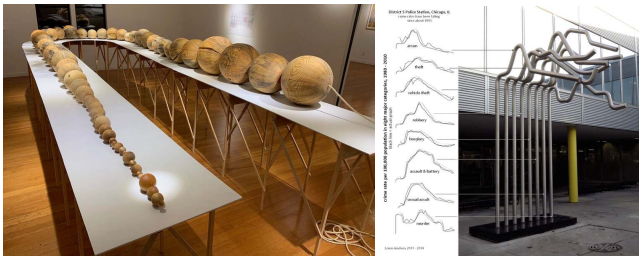 District 5 Police Station, Chicago, IL
crime rates have been falling
since about 1991
arson
theft
vehicle theft
robbery
burglary
assault & battery
sexual assault
murder
crime rate per 100,000 population in eight major categories, 1980 - 2010